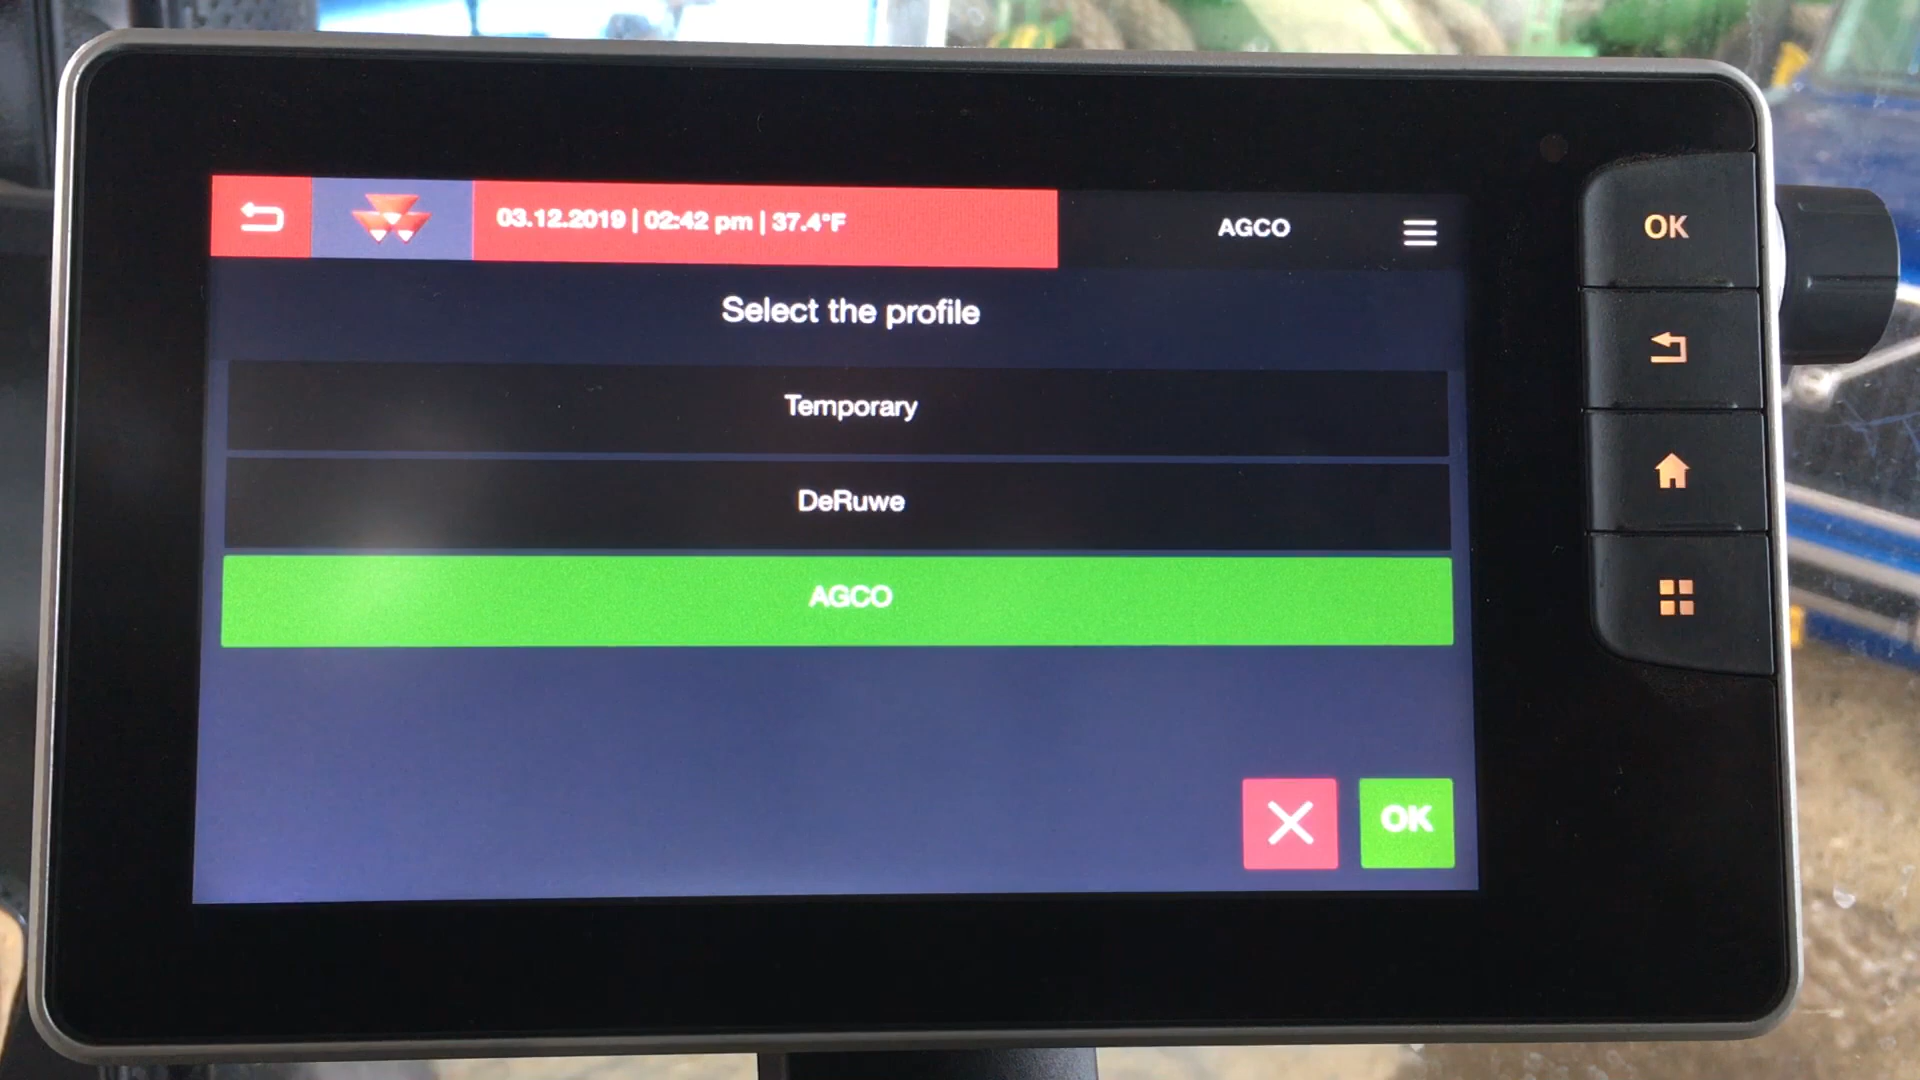 03.12.2019 | 02:42 pm | 37.4°F
AGCO
Select the profile
Temporary
DeRuwe
AGCO
OK
OK